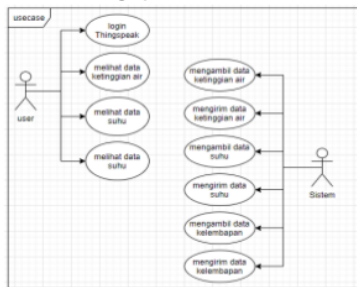 usecase
login
Thingspeak
melihat data
ketinggian air
melihat data
suhu
melihat data
suhu
user
mengambil data
ketinggian air
mengirim data
ketinggian air
mengambil data
suhu
mengirim data
suhu
mengambil data
kelembapan
mengirim data
kelembapan
Sistem